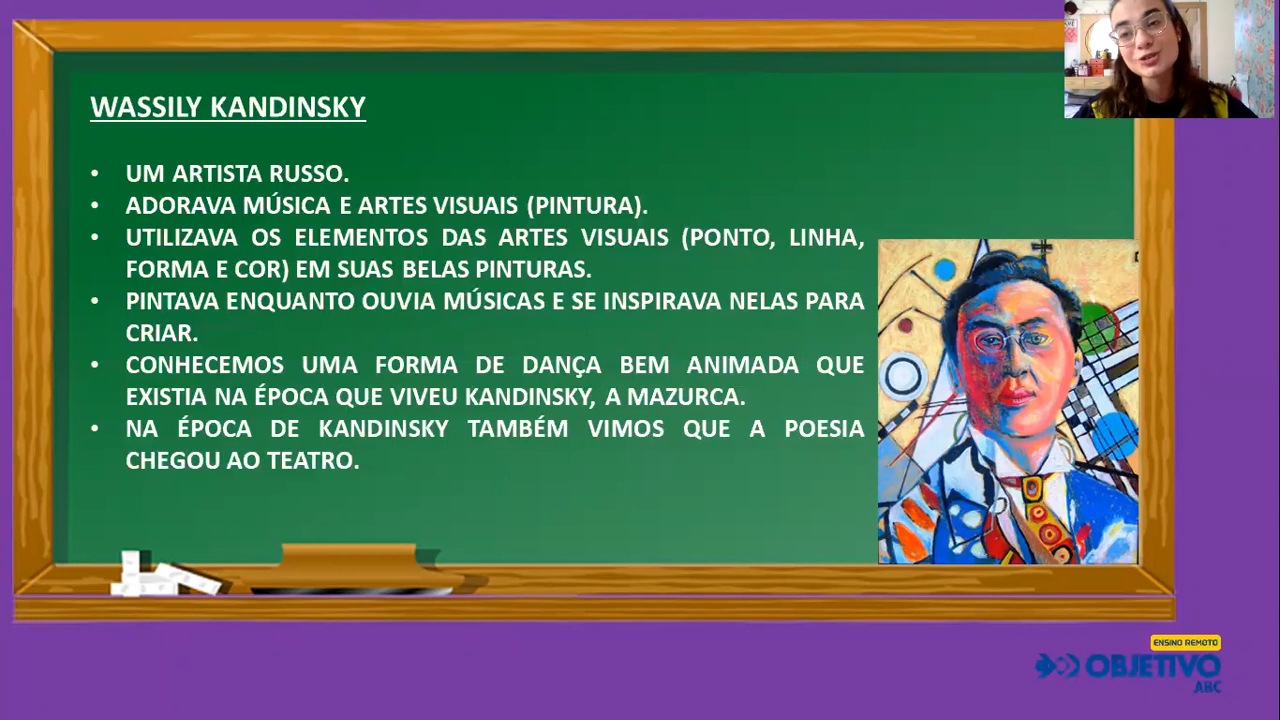 WASSILY KANDINSKY
• UM ARTISTA RUSSO.
• ADORAVA MÚSICA E ARTES VISUAIS (PINTURA).
• UTILIZAVA OS ELEMENTOS DAS ARTES VISUAIS (PONTO, LINHA,
FORMA E COR) EM SUAS BELAS PINTURAS.
• PINTAVA ENQUANTO OUVIA MÚSICAS E SE INSPIRAVA NELAS PARA
CRIAR.
• CONHECEMOS UMA FORMA DE DANÇA BEM ANIMADA QUE
EXISTIA NA ÉPOCA QUE VIVEU KANDINSKY, A MAZURCA.
• NA ÉPOCA DE KANDINSKY TAMBÉM VIMOS QUE A POESIA
CHEGOU AO TEATRO.
ENSINO REMOTO
OBJETIVO
ABC